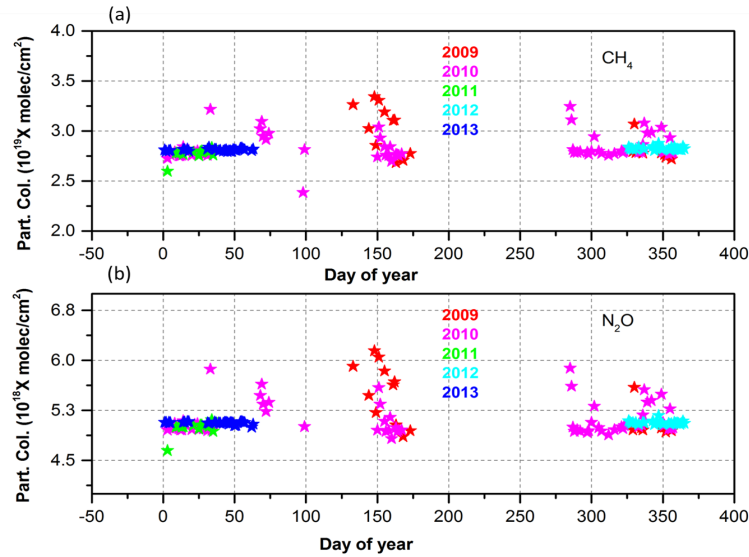 (a)
4.0
3.5
3.0
2.5
2.0
Part. Col. (10¹⁹X molec/cm²)
2009
2010
2011
2012
2013
CH₄
-50 0 50 100 150 200 250 300 350 400
Day of year
(b)
6.8
6.0
5.3
4.5
Part. Col. (10¹⁸X molec/cm²)
2009
2010
2011
2012
2013
N₂O
-50 0 50 100 150 200 250 300 350 400
Day of year